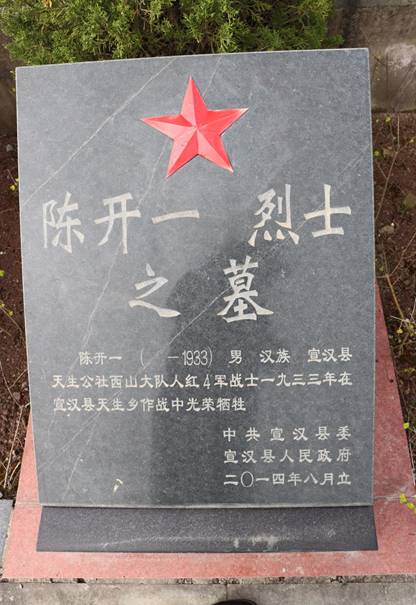 陈开一 烈士
之墓
陈开一 ( －1933) 男 汉族 宣汉县
天生公社西山大队人红4军战士一九三三年在
宣汉县天生乡作战中光荣牺牲
中共宣汉县委
宣汉县人民政府
二〇一四年八月立